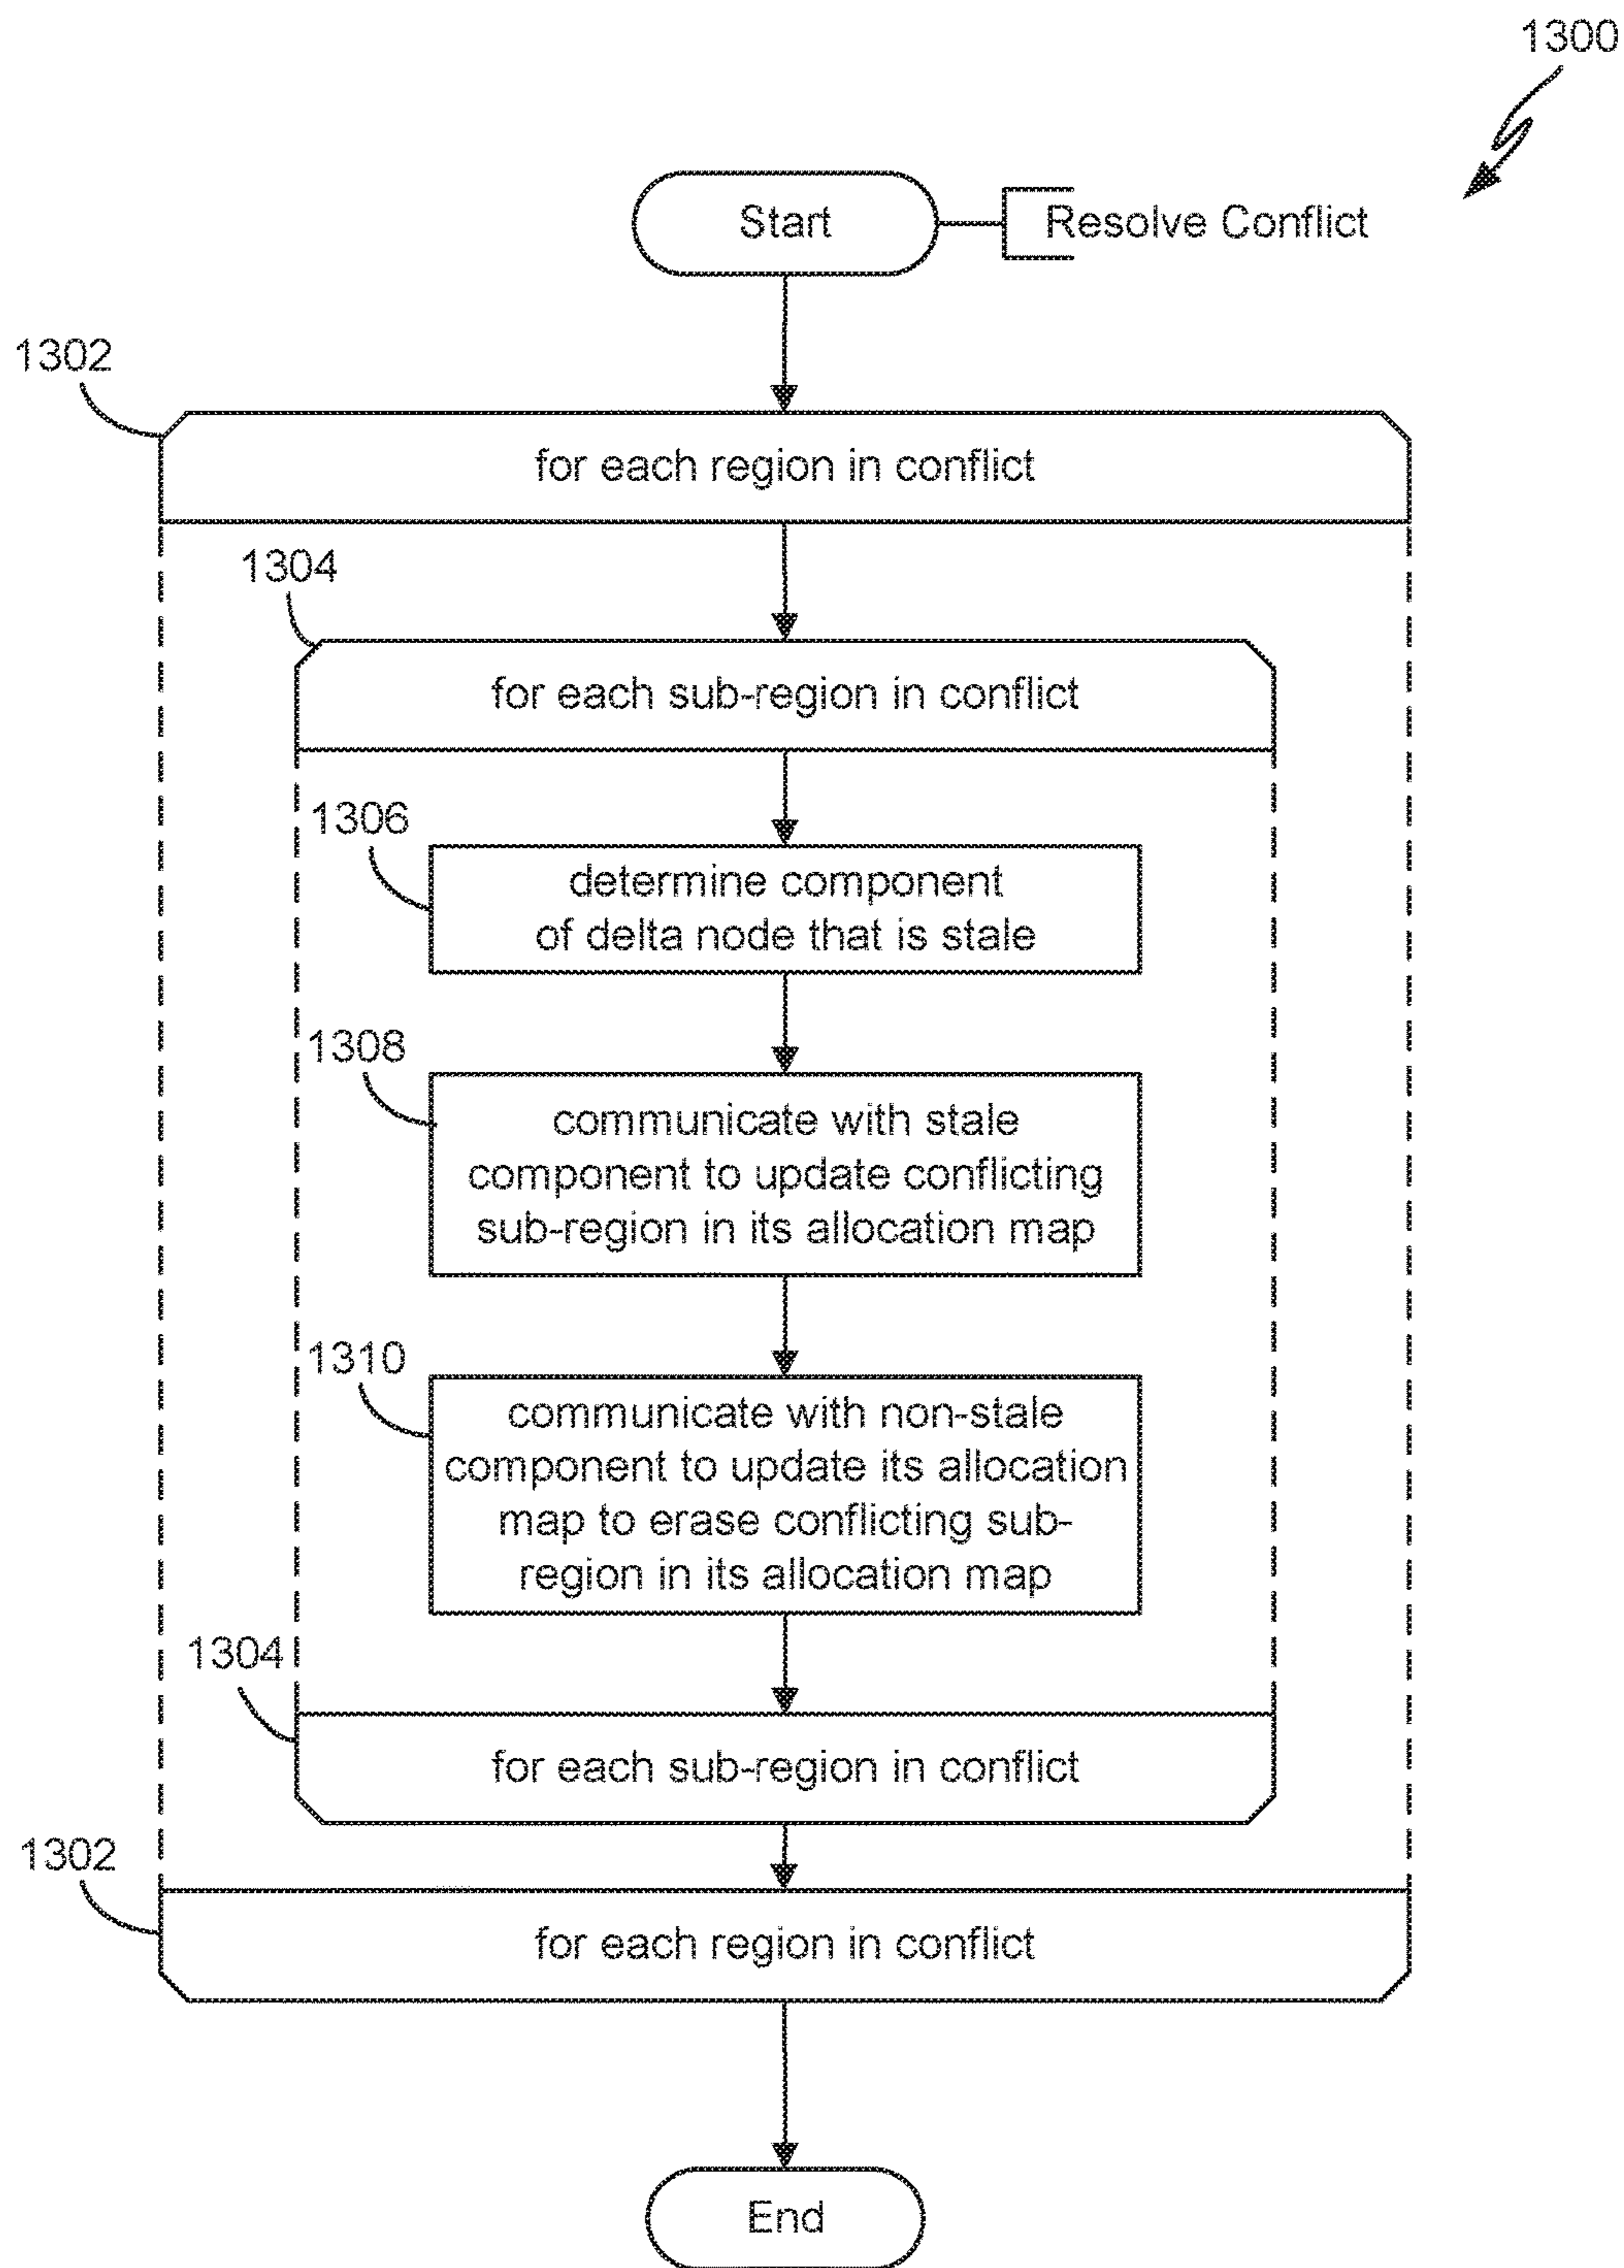 1300
Start
Resolve Conflict
1302
for each region in conflict
1304
for each sub-region in conflict
1306
determine component
of delta node that is stale
1308
communicate with stale
component to update conflicting
sub-region in its allocation map
1310
communicate with non-stale
component to update its allocation
map to erase conflicting sub-
region in its allocation map
1304
for each sub-region in conflict
1302
for each region in conflict
End